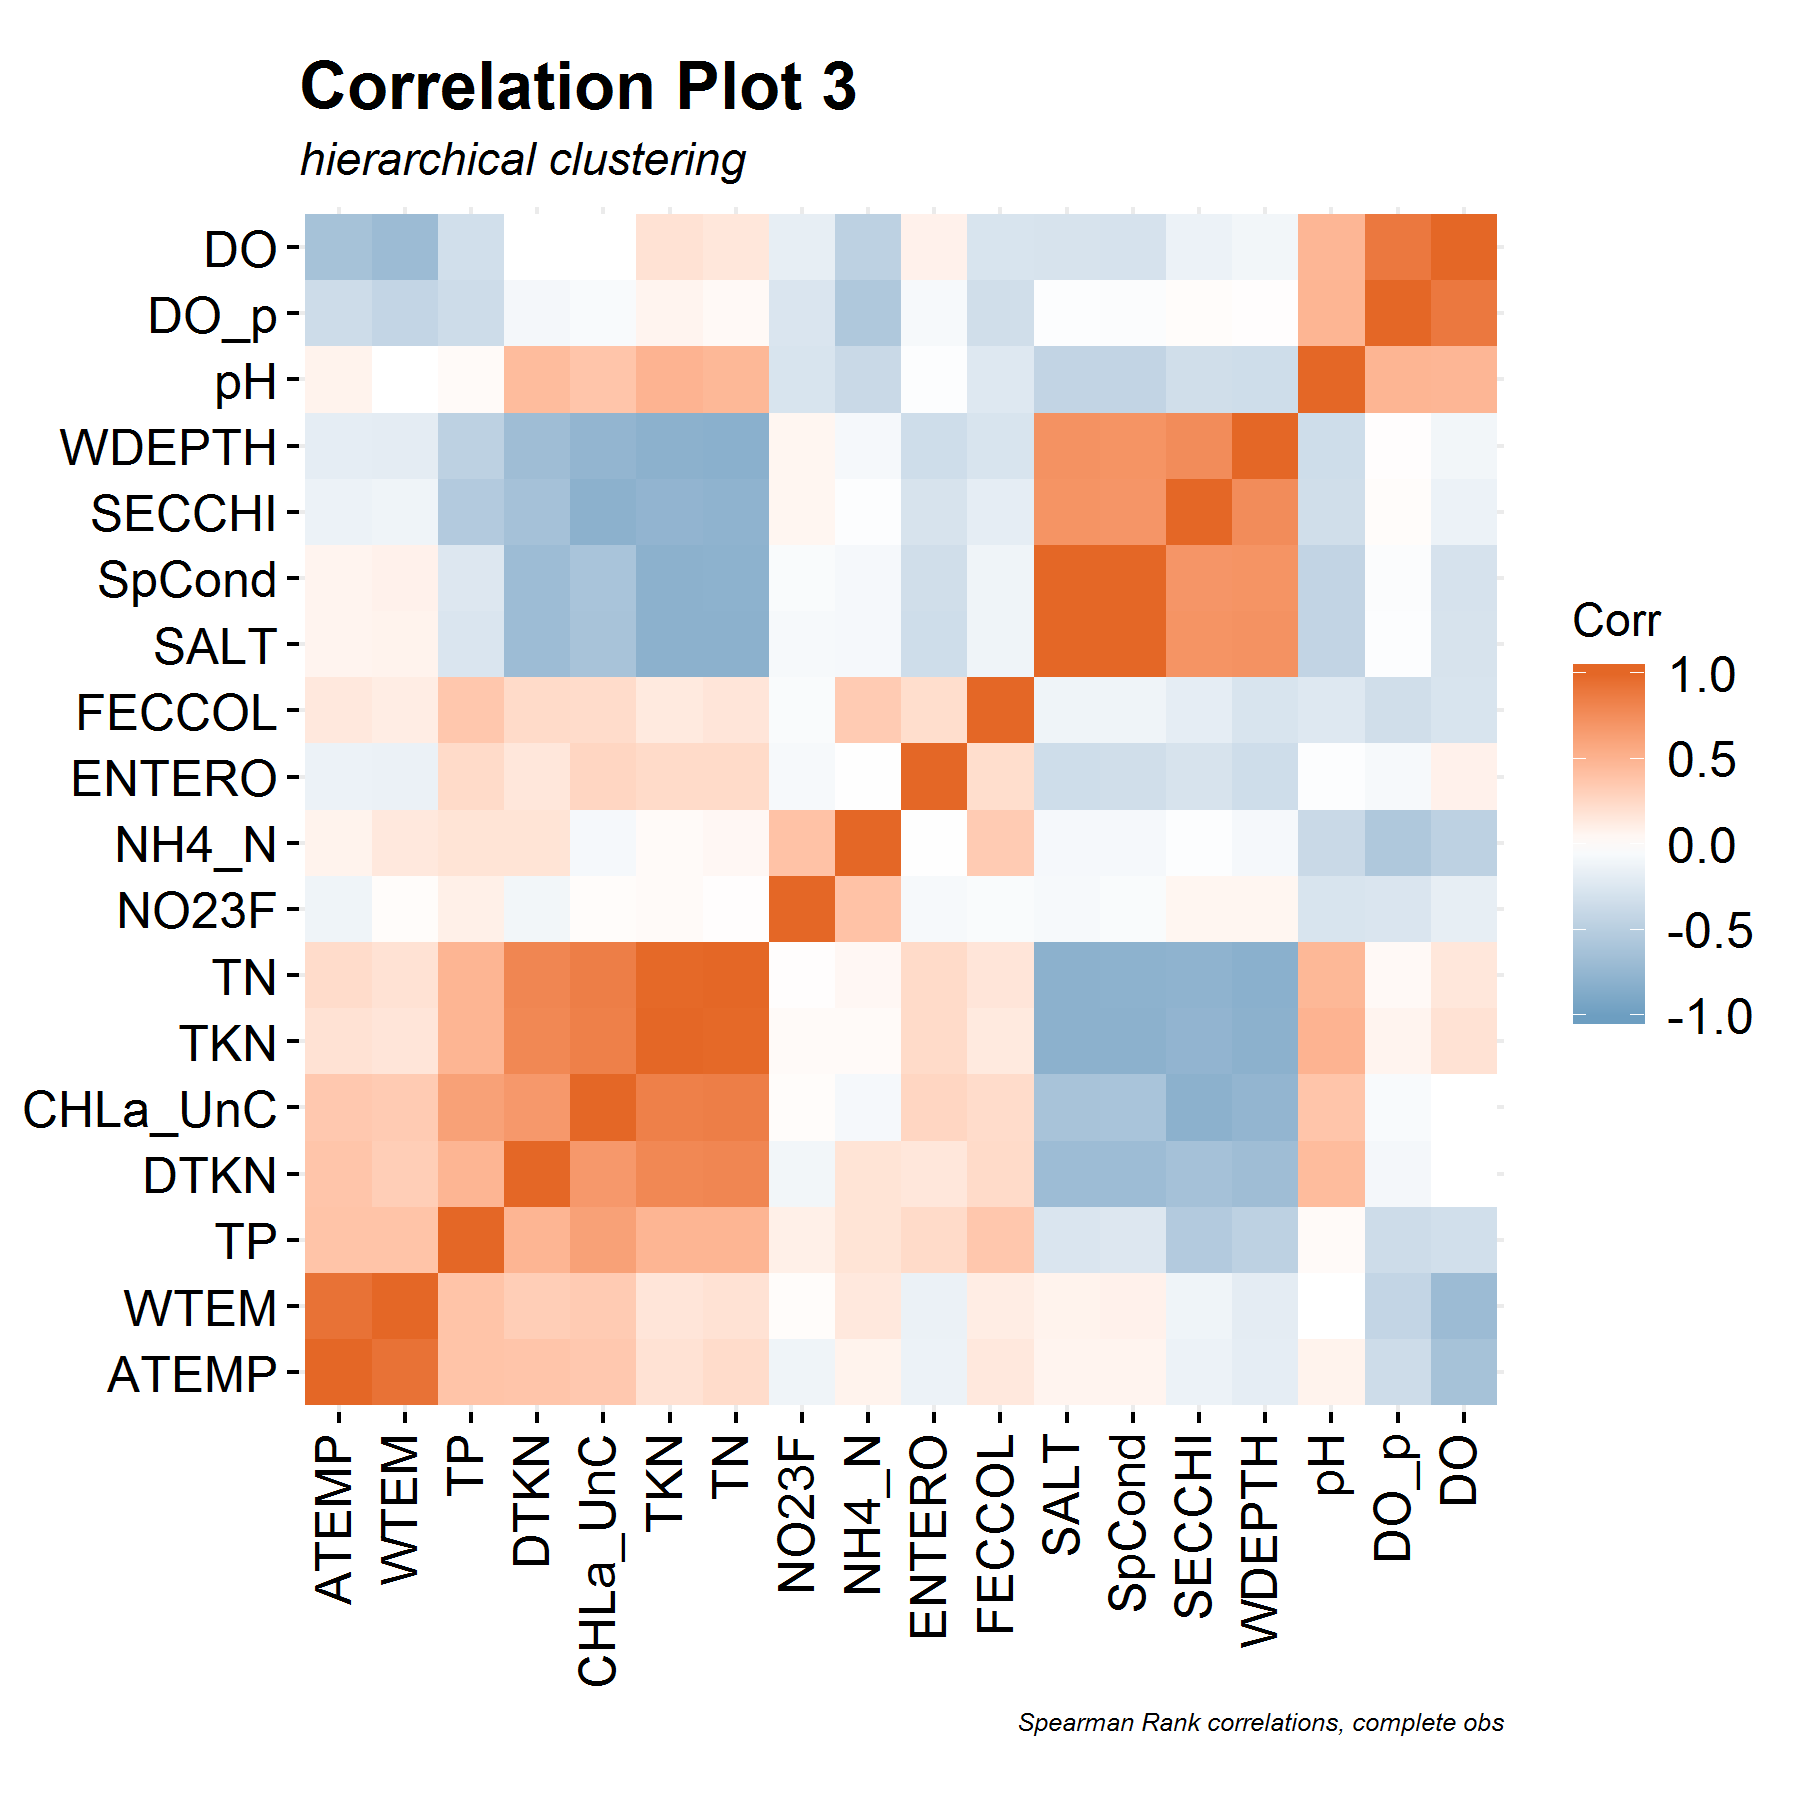 Correlation Plot 3
hierarchical clustering
DO
DO_p
pH
WDEPTH
SECCHI
SpCond
SALT
FECCOL
ENTERO
NH4_N
NO23F
TN
TKN
CHLa_UnC
DTKN
TP
WTEM
ATEMP
ATEMP
WTEM
TP
DTKN
CHLa_UnC
TKN
TN
NO23F
NH4_N
ENTERO
FECCOL
SALT
SpCond
SECCHI
WDEPTH
pH
DO_p
DO
Corr
1.0
0.5
0.0
-0.5
-1.0
Spearman Rank correlations, complete obs